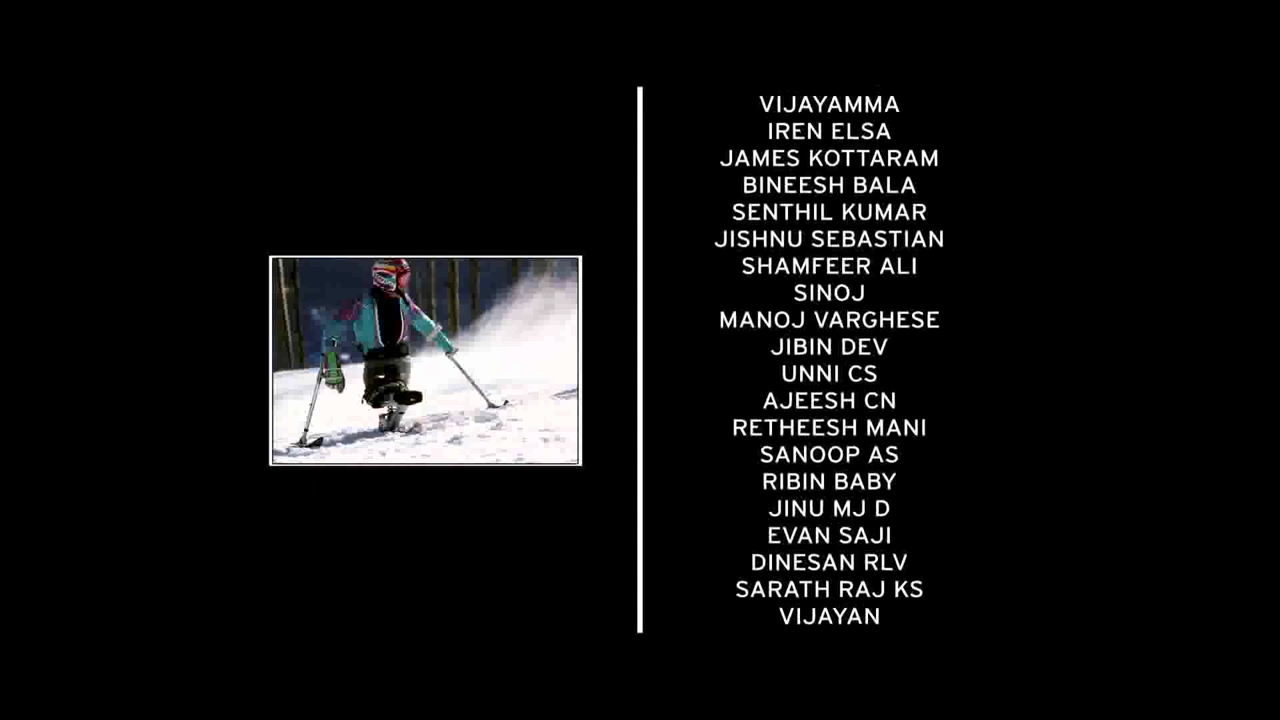 VIJAYAMMA
IREN ELSA
JAMES KOTTARAM
BINEESH BALA
SENTHIL KUMAR
JISHNU SEBASTIAN
SHAMFEER ALI
SINOJ
MANOJ VARGHESE
JIBIN DEV
UNNI CS
AJEESH CN
RETHEESH MANI
SANOOP AS
RIBIN BABY
JINU MJ D
EVAN SAJI
DINESAN RLV
SARATH RAJ KS
VIJAYAN